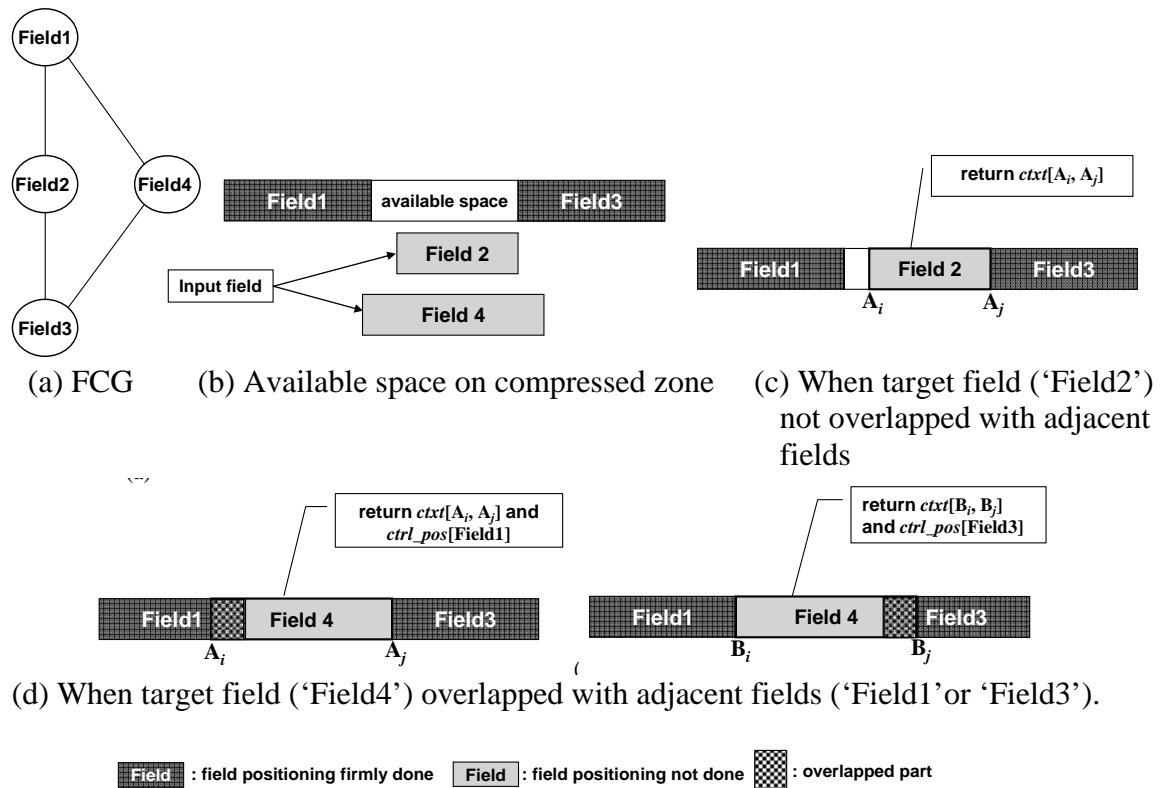 Field1
Field2
Field4
Field3
Field1
available space
Field3
Field 2
Input field
Field 4
return ctxt[Ai, Aj]
Field1
Field 2
Field3
Ai
Aj
(a) FCG
(b) Available space on compressed zone
(c) When target field (‘Field2’)
not overlapped with adjacent
fields
return ctxt[Ai, Aj] and
ctrl_pos[Field1]
Field1
Field 4
Field3
Ai
Aj
return ctxt[Bi, Bj]
and ctrl_pos[Field3]
Field1
Field 4
Field3
Bi
Bj
(d) When target field (‘Field4’) overlapped with adjacent fields (‘Field1’or ‘Field3’).
Field : field positioning firmly done
Field : field positioning not done
: overlapped part